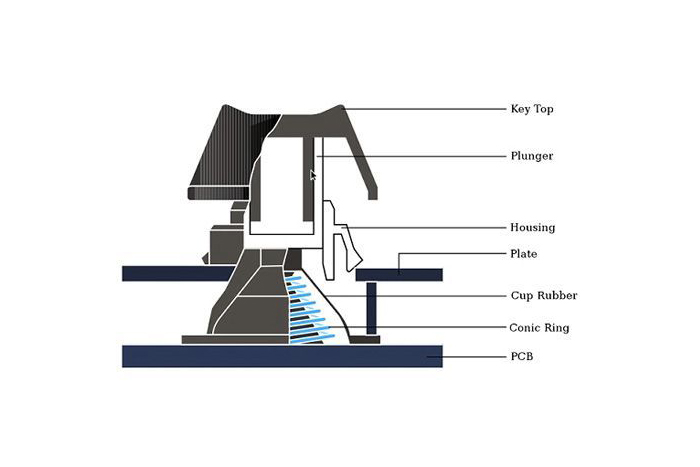 Key Top
Plunger
Housing
Plate
Cup Rubber
Conic Ring
PCB